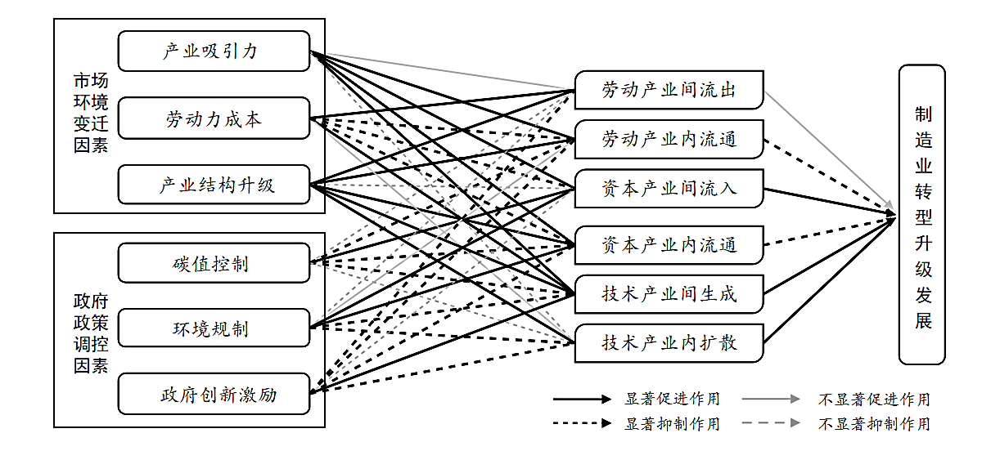 市场
环境
变迁
因素
产业吸引力
劳动力成本
产业结构升级
政府
政策
调控
因素
碳值控制
环境规制
政府创新激励
劳动产业间流出
劳动产业内流通
资本产业间流入
资本产业内流通
技术产业间生成
技术产业内扩散
制
造
业
转
型
升
级
发
展
显著促进作用
不显著促进作用
显著抑制作用
不显著抑制作用